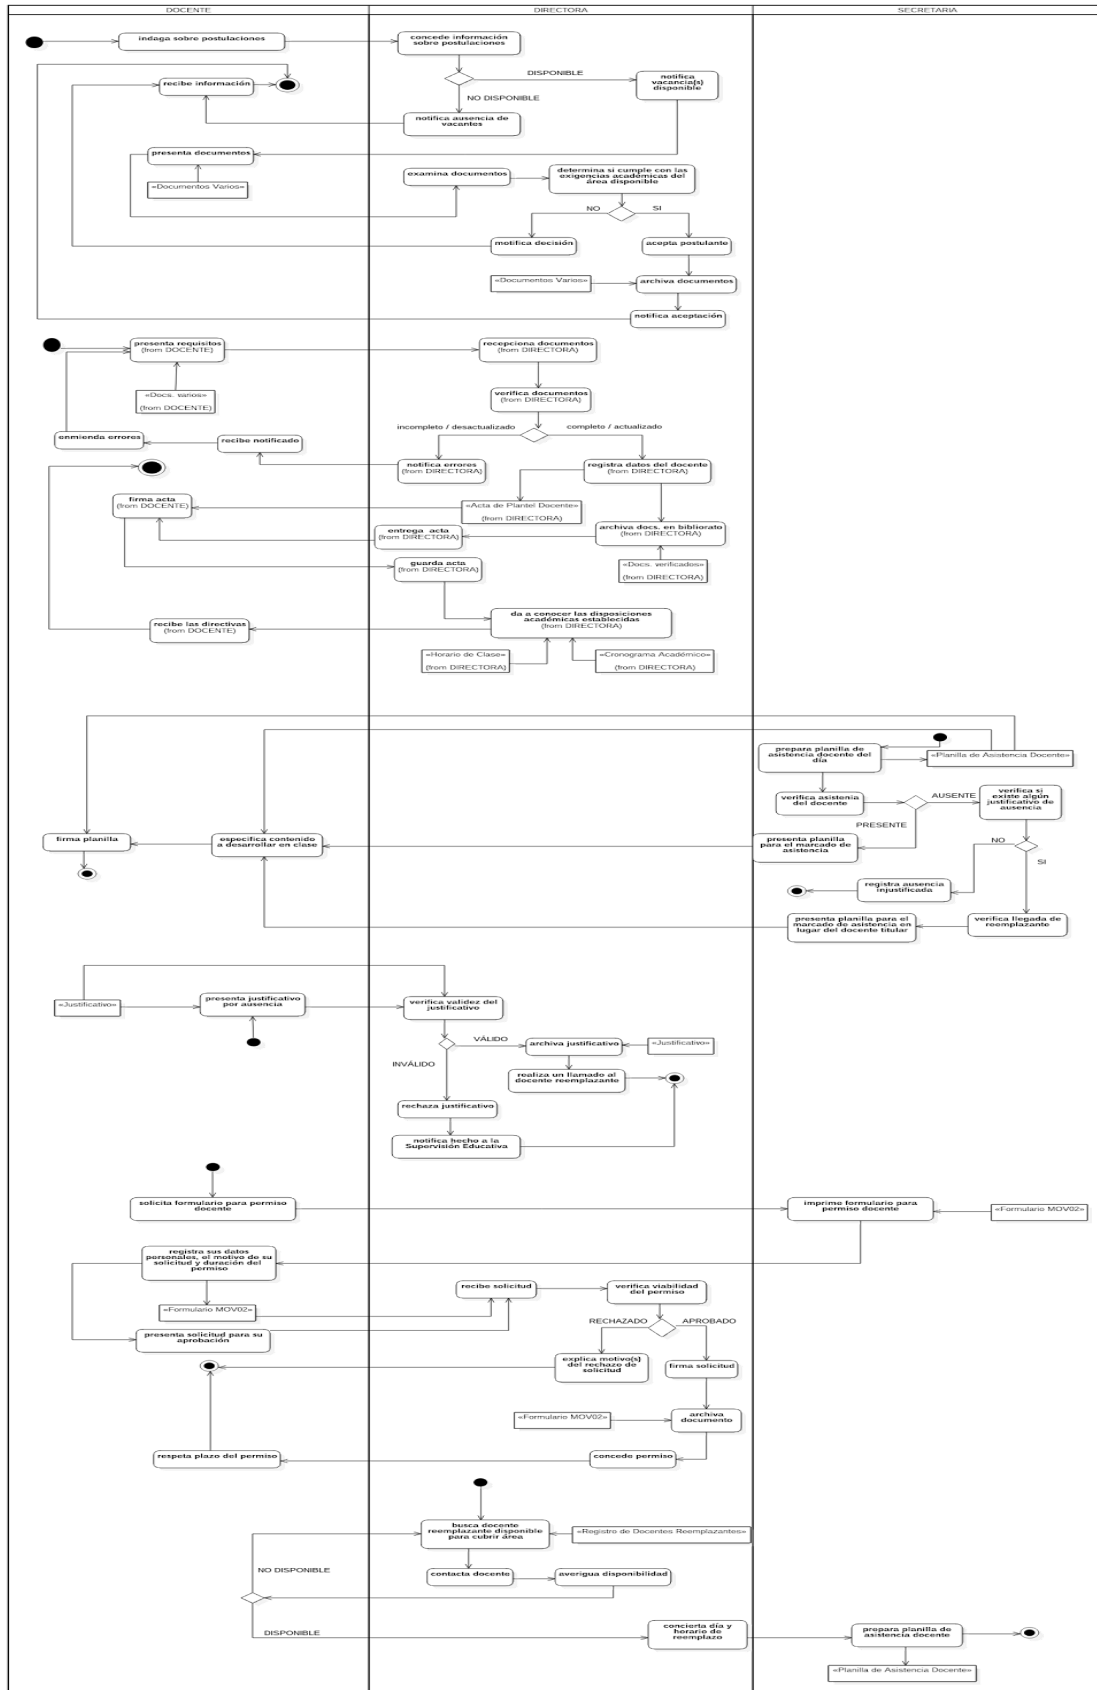 DOCENTE
DIRECTORA
SECRETARIA
indaga sobre postulaciones
concede información
sobre postulaciones
DISPONIBLE
notifica
vacancia(s)
disponible
recibe información
NO DISPONIBLE
notifica ausencia de
vacantes
presenta documentos
«Documentos Varios»
examina documentos
determina si cumple con las
exigencias académicas del
área disponible
NO
SI
motifica decisión
acepta postulante
«Documentos Varios»
archiva documentos
notifica aceptación
presenta requisitos
(from DOCENTE)
recepciona documentos
(from DIRECTORA)
«Docs. varios»
(from DOCENTE)
verifica documentos
(from DIRECTORA)
incompleto / desactualizado
completo / actualizado
enmienda errores
recibe notificado
notifica errores
(from DIRECTORA)
registra datos del docente
(from DIRECTORA)
firma acta
(from DOCENTE)
«Acta de Plantel Docente»
(from DIRECTORA)
entrega acta
(from DIRECTORA)
archiva docs. en bibliorato
(from DIRECTORA)
guarda acta
(from DIRECTORA)
«Docs. verificados»
(from DIRECTORA)
recibe las directivas
(from DOCENTE)
da a conocer las disposiciones
académicas establecidas
(from DIRECTORA)
«Horario de Clase»
(from DIRECTORA)
«Cronograma Académico»
(from DIRECTORA)
prepara planilla de
asistencia docente del
día
«Planilla de Asistencia Docente»
verifica asistenia
del docente
AUSENTE
verifica si
existe algún
justificativo de
ausencia
PRESENTE
firma planilla
especifica contenido
a desarrollar en clase
presenta planilla
para el marcado de
asistencia
NO
SI
registra ausencia
injustificada
presenta planilla para el
marcado de asistencia en
lugar del docente titular
verifica llegada de
reemplazante
«Justificativo»
presenta justificativo
por ausencia
verifica validez del
justificativo
VÁLIDO
archiva justificativo
«Justificativo»
INVÁLIDO
realiza un llamado al
docente reemplazante
rechaza justificativo
notifica hecho a la
Supervisión Educativa
solicita formulario para permiso
docente
imprime formulario para
permiso docente
«Formulario MOV02»
registra sus datos
personales, el motivo de su
solicitud y duración del
permiso
«Formulario MOV02»
recibe solicitud
verifica viabilidad
del permiso
presenta solicitud para su
aprobación
RECHAZADO
APROBADO
explica motivo(s)
del rechazo de
solicitud
firma solicitud
«Formulario MOV02»
archiva
documento
respeta plazo del permiso
concede permiso
busca docente
reemplazante disponible
para cubrir área
«Registro de Docentes Reemplazantes»
NO DISPONIBLE
contacta docente
averigua disponibilidad
DISPONIBLE
concierta día y
horario de
reemplazo
prepara planilla de
asistencia docente
«Planilla de Asistencia Docente»